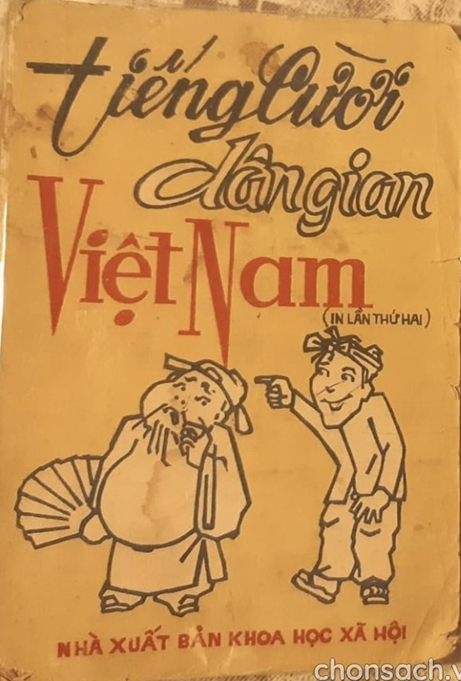 tiếng Cười
dân gian
Việt Nam
(IN LẦN THỨ HAI)
NHÀ XUẤT BẢN KHOA HỌC XÃ HỘI
chonsach.v